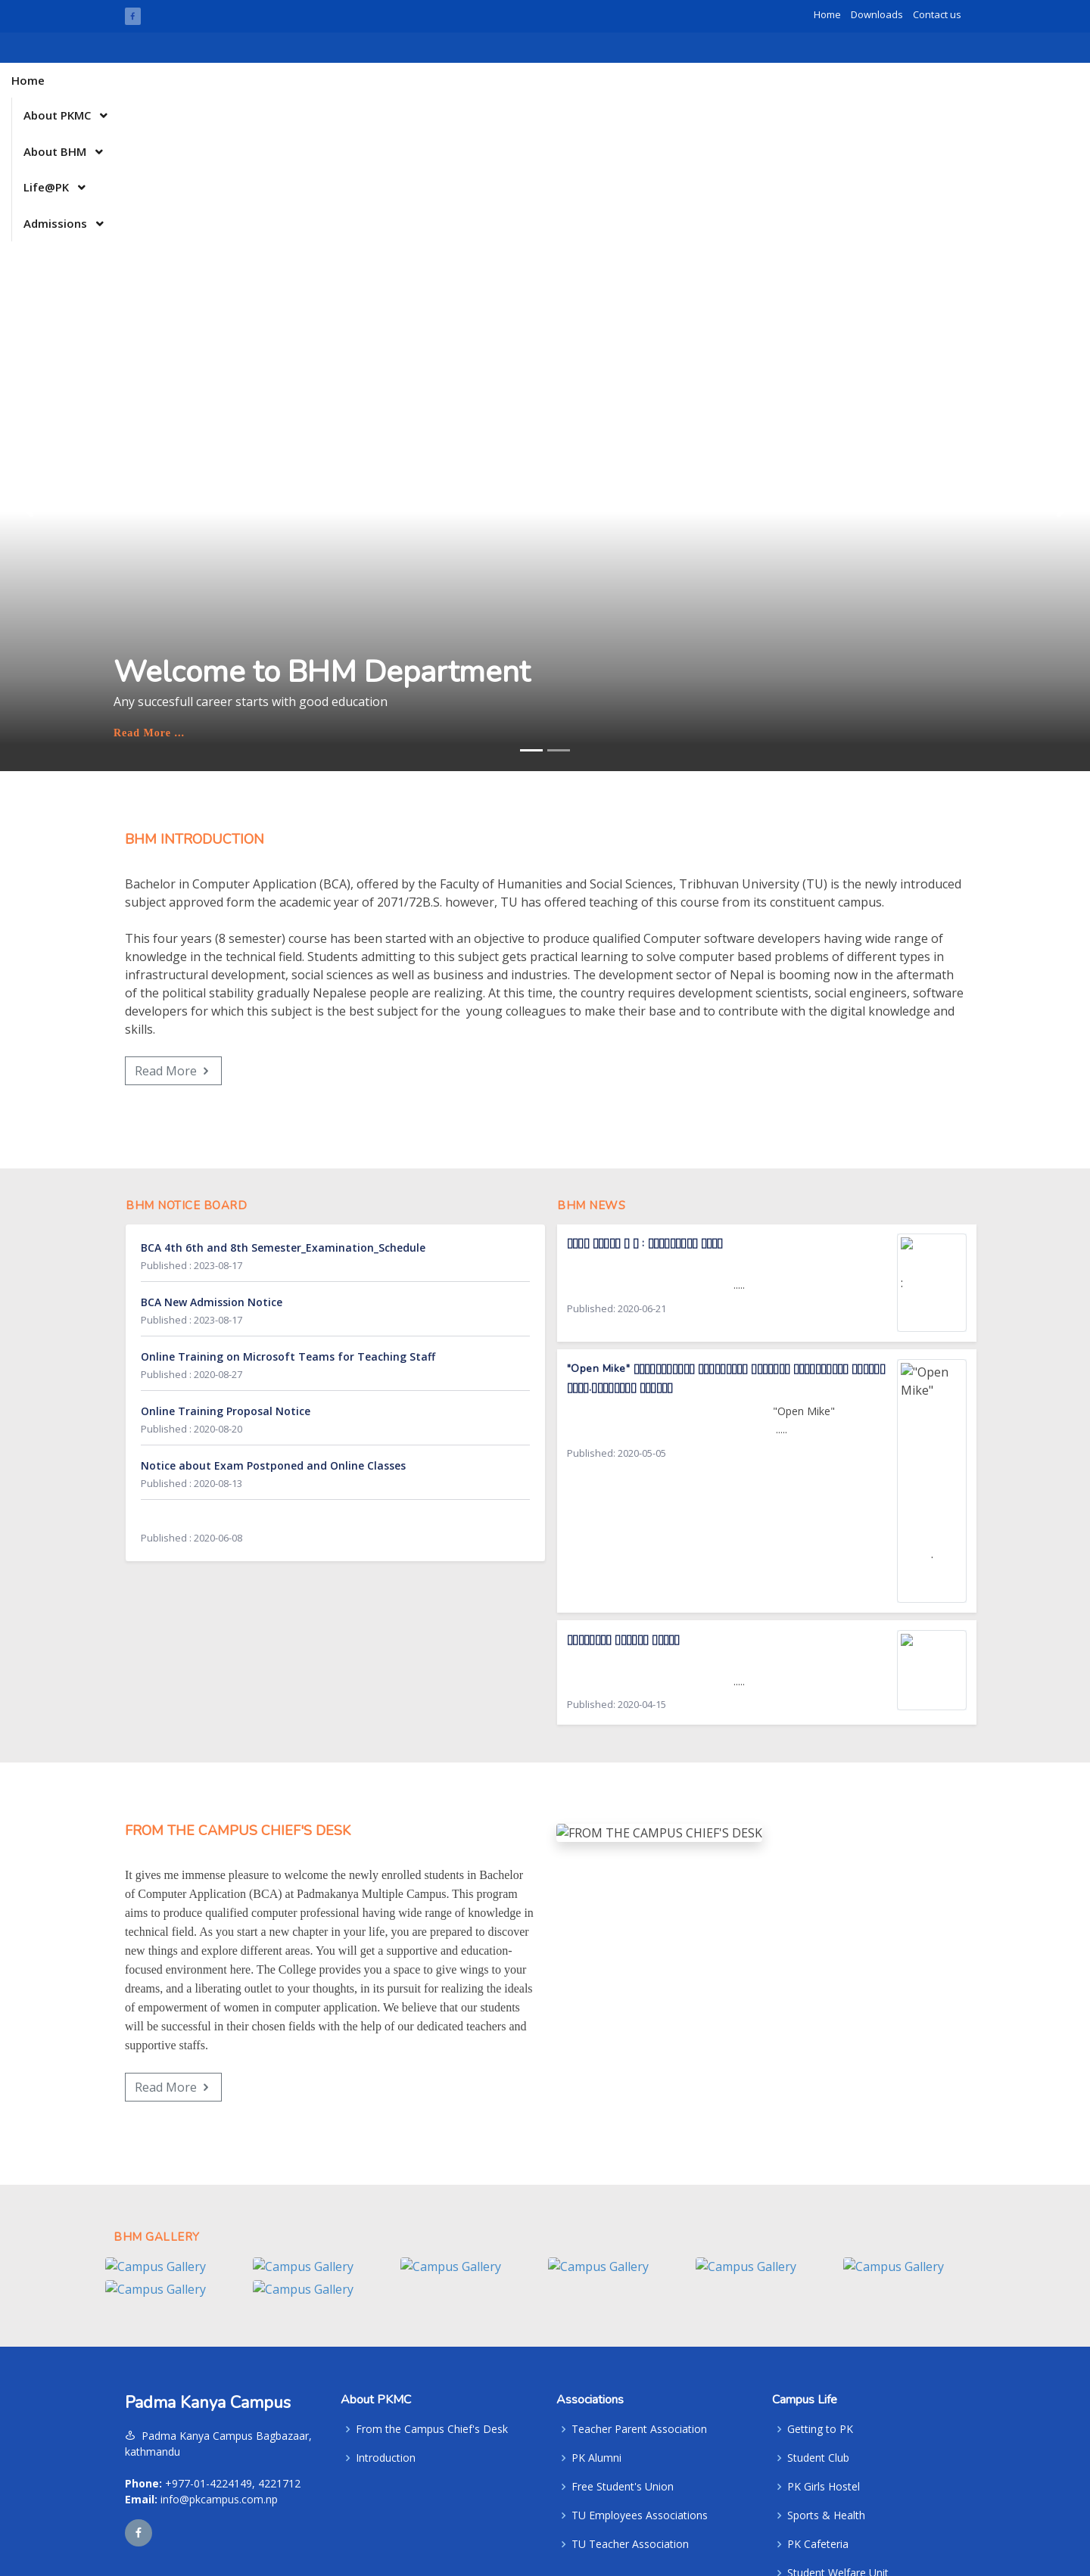 Home Downloads Contact us
Home
About PKMC
About BHM
Life@PK
Admissions
Welcome to BHM Department
Any succesfull career starts with good education
Read More ...
BHM INTRODUCTION
Bachelor in Computer Application (BCA), offered by the Faculty of Humanities and Social Sciences, Tribhuvan University (TU) is the newly introduced
subject approved form the academic year of 2071/72B.S. however, TU has offered teaching of this course from its constituent campus.
This four years (8 semester) course has been started with an objective to produce qualified Computer software developers having wide range of
knowledge in the technical field. Students admitting to this subject gets practical learning to solve computer based problems of different types in
infrastructural development, social sciences as well as business and industries. The development sector of Nepal is booming now in the aftermath
of the political stability gradually Nepalese people are realizing. At this time, the country requires development scientists, social engineers, software
developers for which this subject is the best subject for the young colleagues to make their base and to contribute with the digital knowledge and
skills.
Read More
BHM NOTICE BOARD
BCA 4th 6th and 8th Semester_Examination_Schedule
Published : 2023-08-17
BCA New Admission Notice
Published : 2023-08-17
Online Training on Microsoft Teams for Teaching Staff
Published : 2020-08-27
Online Training Proposal Notice
Published : 2020-08-20
Notice about Exam Postponed and Online Classes
Published : 2020-08-13
Published : 2020-06-08
BHM NEWS
:
.....
:
Published: 2020-06-21
"Open Mike"
"Open Mike"
.....
Published: 2020-05-05
"Open
Mike"
.
.....
Published: 2020-04-15
FROM THE CAMPUS CHIEF'S DESK
It gives me immense pleasure to welcome the newly enrolled students in Bachelor
of Computer Application (BCA) at Padmakanya Multiple Campus. This program
aims to produce qualified computer professional having wide range of knowledge in
technical field. As you start a new chapter in your life, you are prepared to discover
new things and explore different areas. You will get a supportive and education-
focused environment here. The College provides you a space to give wings to your
dreams, and a liberating outlet to your thoughts, in its pursuit for realizing the ideals
of empowerment of women in computer application. We believe that our students
will be successful in their chosen fields with the help of our dedicated teachers and
supportive staffs.
Read More
FROM THE CAMPUS CHIEF'S DESK
BHM GALLERY
Campus Gallery Campus Gallery Campus Gallery Campus Gallery Campus Gallery Campus Gallery
Campus Gallery Campus Gallery
Padma Kanya Campus
Padma Kanya Campus Bagbazaar,
kathmandu
Phone: +977-01-4224149, 4221712
Email: info@pkcampus.com.np
About PKMC
From the Campus Chief's Desk
Introduction
Associations
Teacher Parent Association
PK Alumni
Free Student's Union
TU Employees Associations
TU Teacher Association
Campus Life
Getting to PK
Student Club
PK Girls Hostel
Sports & Health
PK Cafeteria
Student Welfare Unit